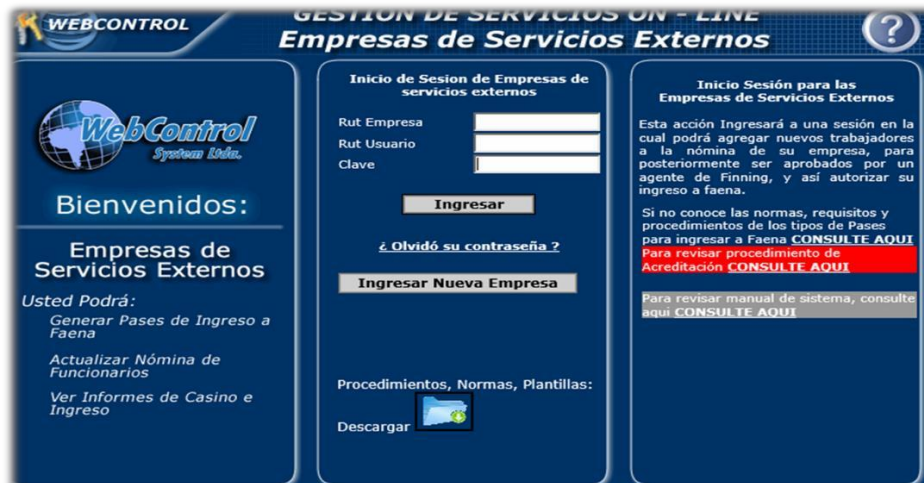 WEBCONTROL
GESTION DE SERVICIOS ON - LINE
Empresas de Servicios Externos
?
WebControl
System Ltda.
Bienvenidos:
Empresas de
Servicios Externos
Usted Podrá:
Generar Pases de Ingreso a
Faena
Actualizar Nómina de
Funcionarios
Ver Informes de Casino e
Ingreso
Inicio de Sesion de Empresas de
servicios externos
Rut Empresa
Rut Usuario
Clave
Ingresar
¿ Olvidó su contraseña ?
Ingresar Nueva Empresa
Procedimientos, Normas, Plantillas:
Descargar
Inicio Sesión para las
Empresas de Servicios Externos
Esta acción Ingresará a una sesión en la
cual podrá agregar nuevos trabajadores
a la nómina de su empresa, para
posteriormente ser aprobados por un
agente de Finning, y así autorizar su
ingreso a faena.
Si no conoce las normas, requisitos y
procedimientos de los tipos de Pases
para ingresar a Faena CONSULTE AQUI
Para revisar procedimiento de
Acreditación CONSULTE AQUI
Para revisar manual de sistema, consulte
aqui CONSULTE AQUI